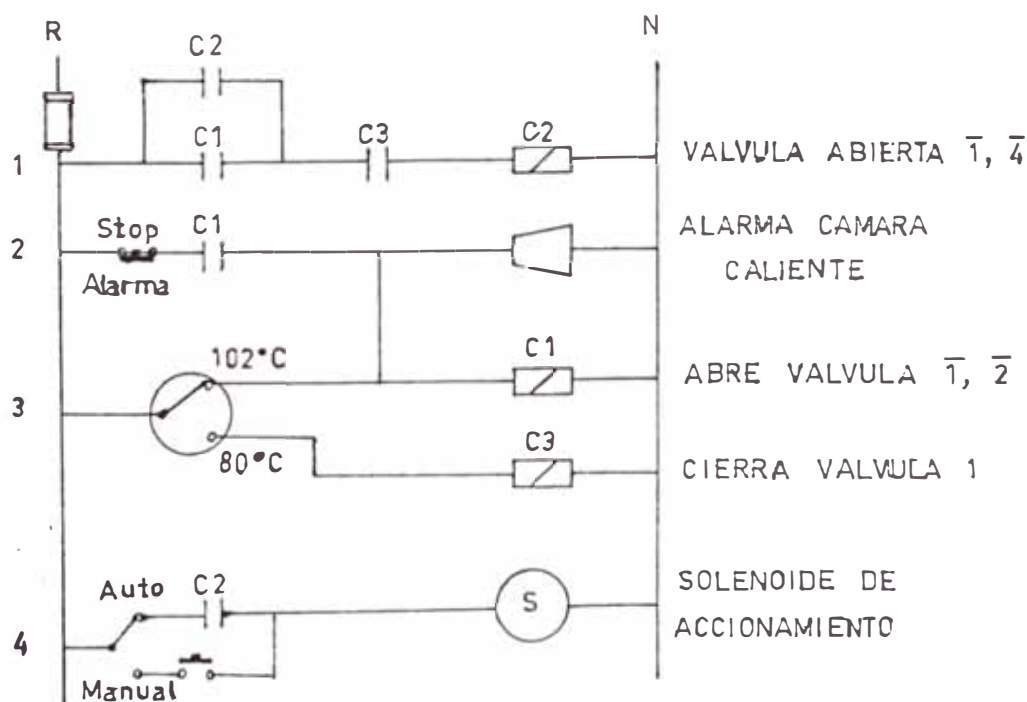 R
N
C2
C1
C3
C2
1
VALVULA ABIERTA 1̅, 4̅
Stop
C1
2
Alarma
ALARMA CAMARA
CALIENTE
102°C
C1
ABRE VALVULA 1̅, 2̅
3
80°C
C3
CIERRA VALVULA 1
Auto
C2
S
SOLENOIDE DE
ACCIONAMIENTO
4
Manual